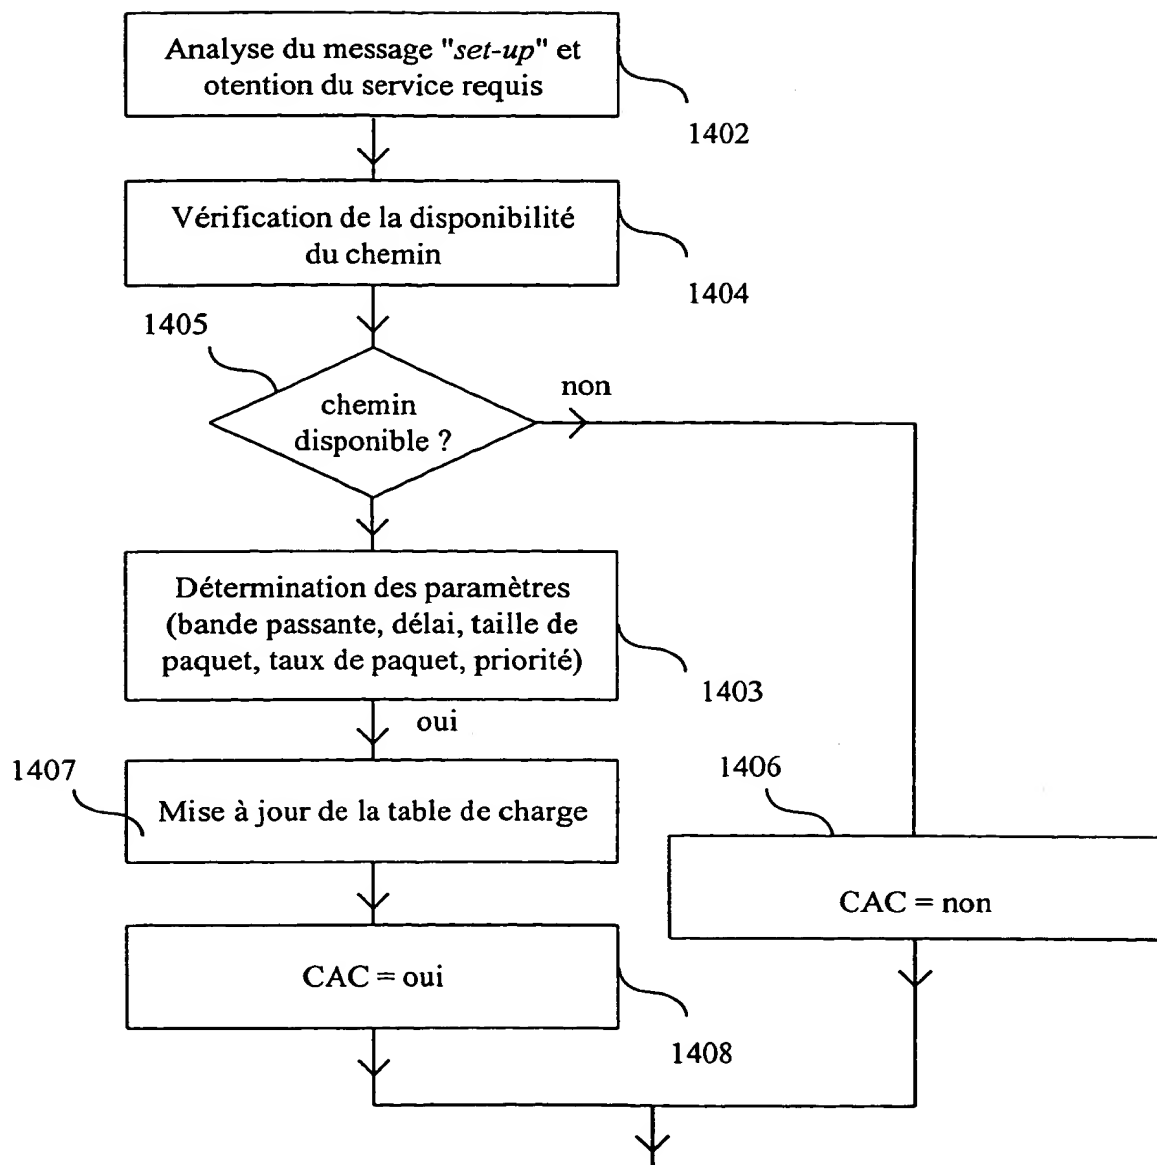 Analyse du message "set-up" et
otention du service requis
1402
Vérification de la disponibilité
du chemin
1404
1405
chemin
disponible ?
non
Détermination des paramètres
(bande passante, délai, taille de
paquet, taux de paquet, priorité)
1403
oui
1407
Mise à jour de la table de charge
1406
CAC = non
CAC = oui
1408